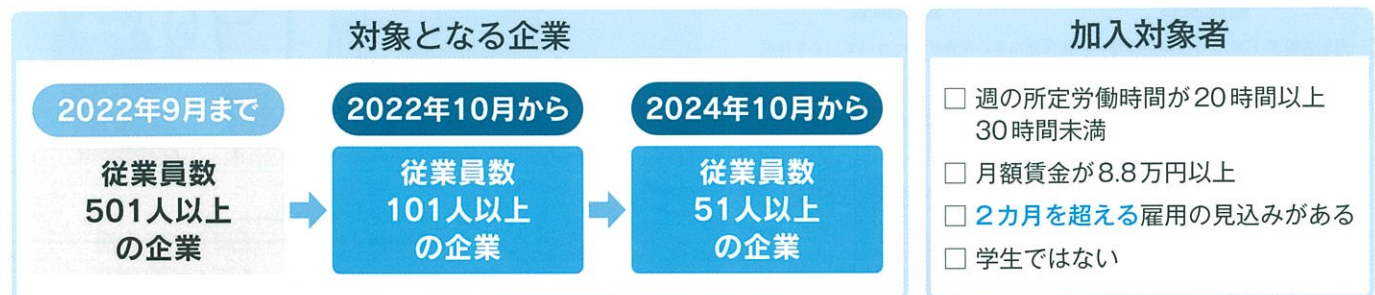 対象となる企業
2022年9月まで
従業員数
501人以上
の企業
2022年10月から
従業員数
101人以上
の企業
2024年10月から
従業員数
51人以上
の企業
加入対象者
□ 週の所定労働時間が20時間以上
30時間未満
□ 月額賃金が8.8万円以上
□ 2カ月を超える雇用の見込みがある
□ 学生ではない